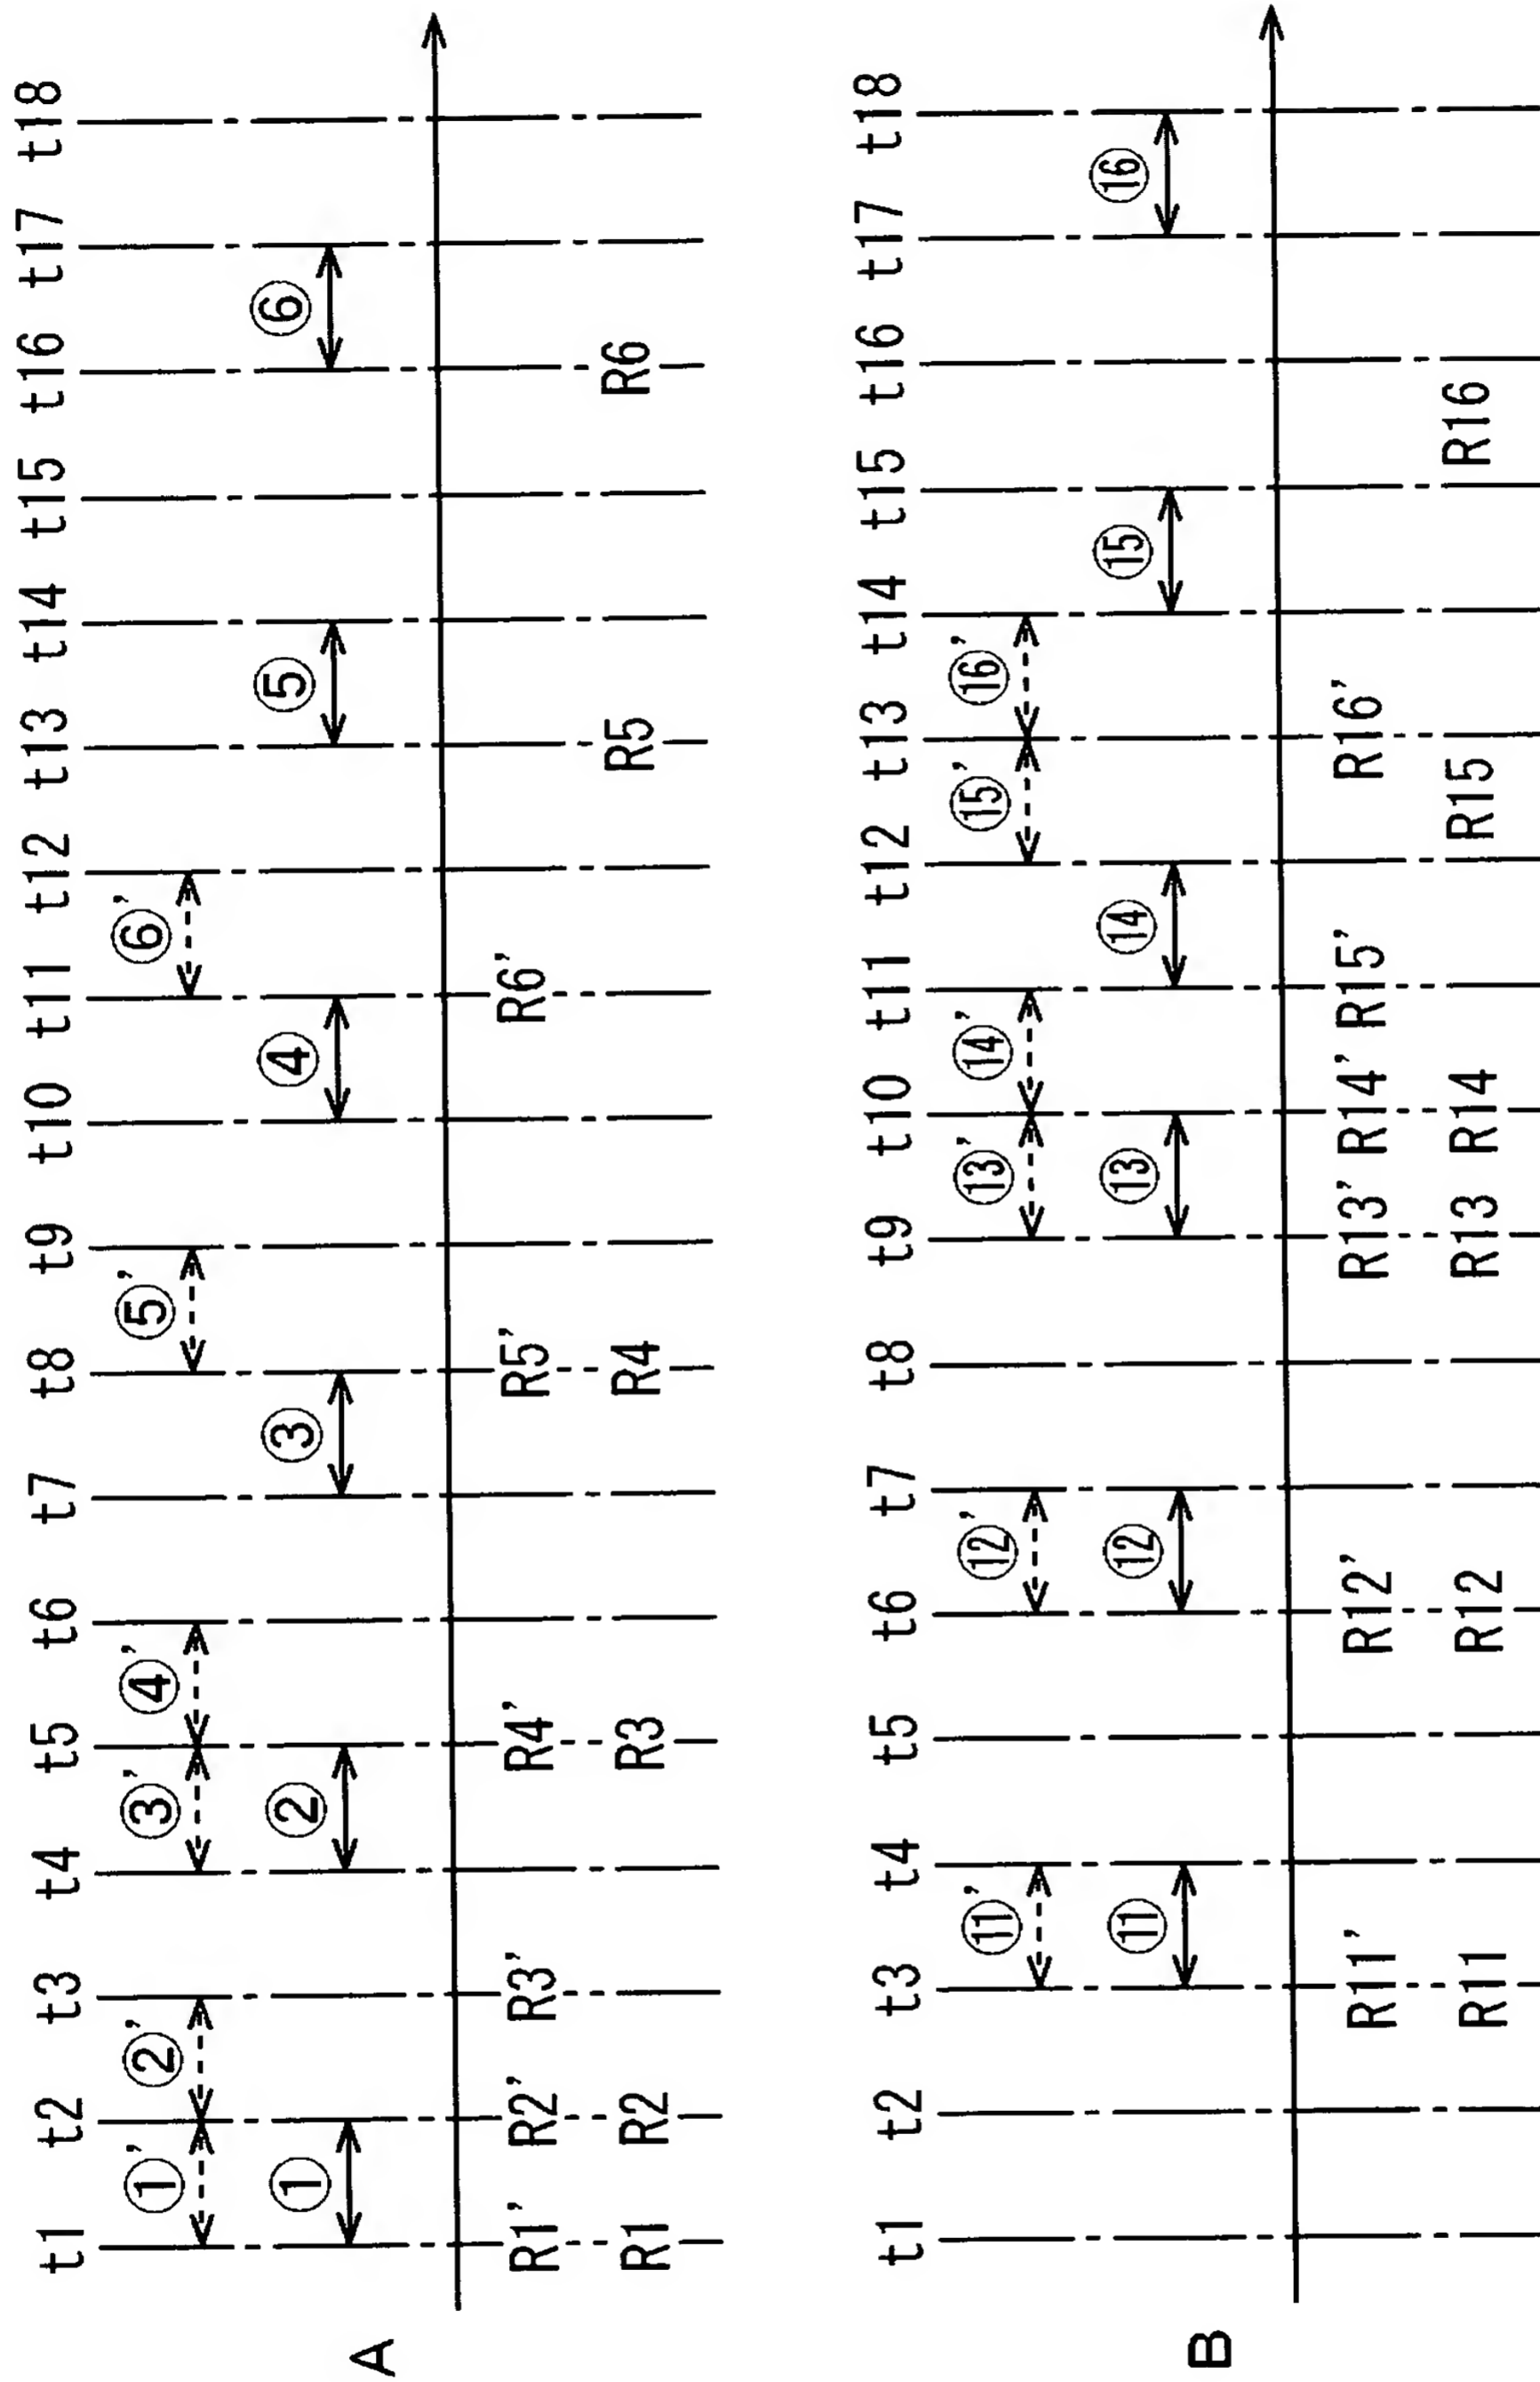 A
t1 t2 t3 t4 t5 t6 t7 t8 t9 t10 t11 t12 t13 t14 t15 t16 t17 t18
①' ②' ③' ④' ⑤' ⑥'
① ② ③ ④ ⑤ ⑥
R1' R2' R3' R4' R5' R6'
R1 R2 R3 R4 R5 R6
B
t1 t2 t3 t4 t5 t6 t7 t8 t9 t10 t11 t12 t13 t14 t15 t16 t17 t18
⑪' ⑫' ⑬' ⑭' ⑮' ⑯'
⑪ ⑫ ⑬ ⑭ ⑮ ⑯
R11' R12' R13' R14' R15' R16'
R11 R12 R13 R14 R15 R16